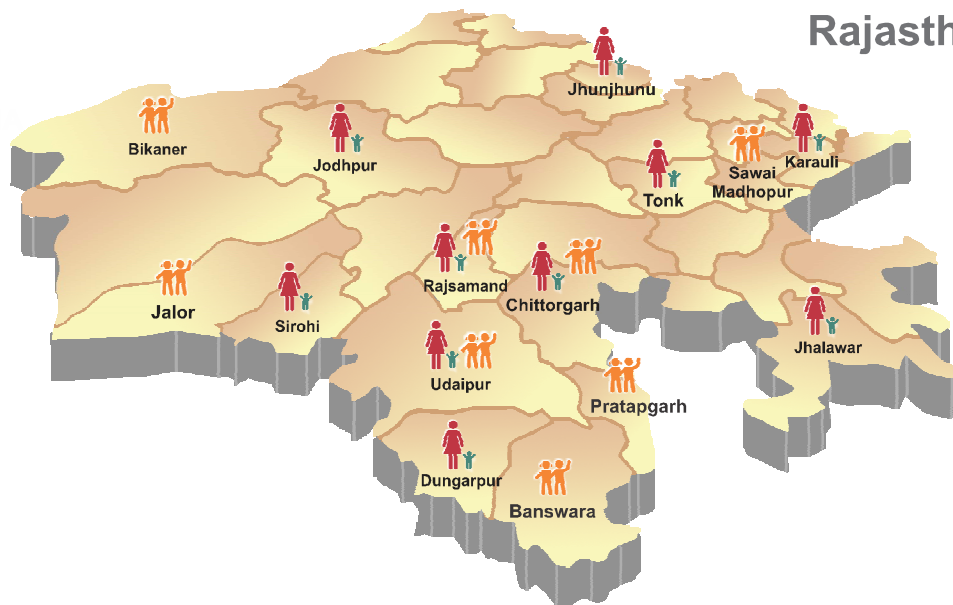 Rajasth
Jhunjhunu
Bikaner
Jodhpur
Karauli
Sawai
Madhopur
Tonk
Rajsamand
Chittorgarh
Jalor
Sirohi
Jhalawar
Udaipur
Pratapgarh
Dungarpur
Banswara